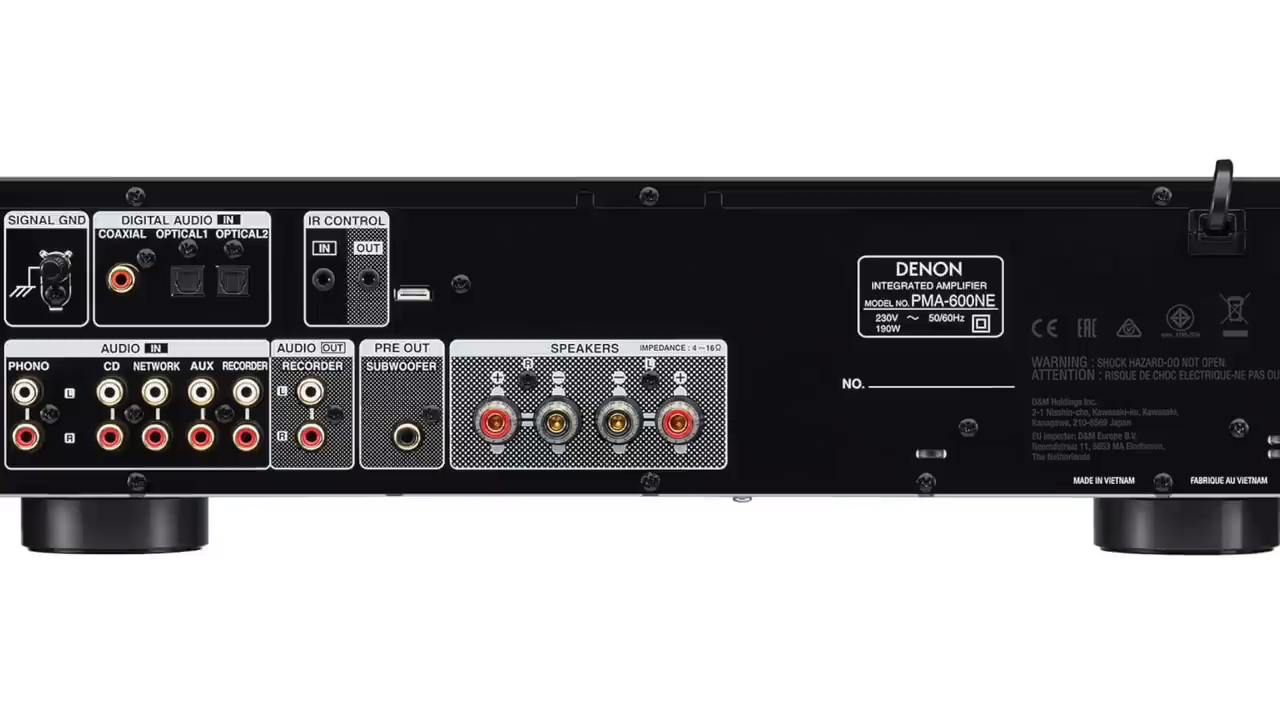 SIGNAL GND
DIGITAL AUDIO IN
COAXIAL OPTICAL1 OPTICAL2
IR CONTROL
IN OUT
AUDIO IN
PHONO CD NETWORK AUX RECORDER
L
R
AUDIO OUT
RECORDER
L
R
PRE OUT
SUBWOOFER
SPEAKERS IMPEDANCE : 4～16Ω
R L
+ − − +
DENON
INTEGRATED AMPLIFIER
MODEL NO. PMA-600NE
230V ～ 50/60Hz
190W
NO.
CE EAC
WARNING : SHOCK HAZARD-DO NOT OPEN.
ATTENTION : RISQUE DE CHOC ELECTRIQUE-NE PAS OU
D&M Holdings Inc.
2-1 Nisshin-cho, Kawasaki-ku, Kawasaki,
Kanagawa, 210-8569 Japan
EU importer: D&M Europe B.V.
11, 5653 MA Eindhoven,
The Netherlands
MADE IN VIETNAM FABRIQUE AU VIETNAM